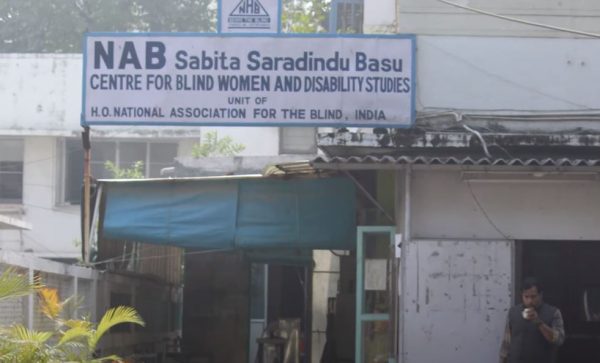 NAB Sabita Saradindu Basu
CENTRE FOR BLIND WOMEN AND DISABILITY STUDIES
UNIT OF
H.O. NATIONAL ASSOCIATION FOR THE BLIND, INDIA